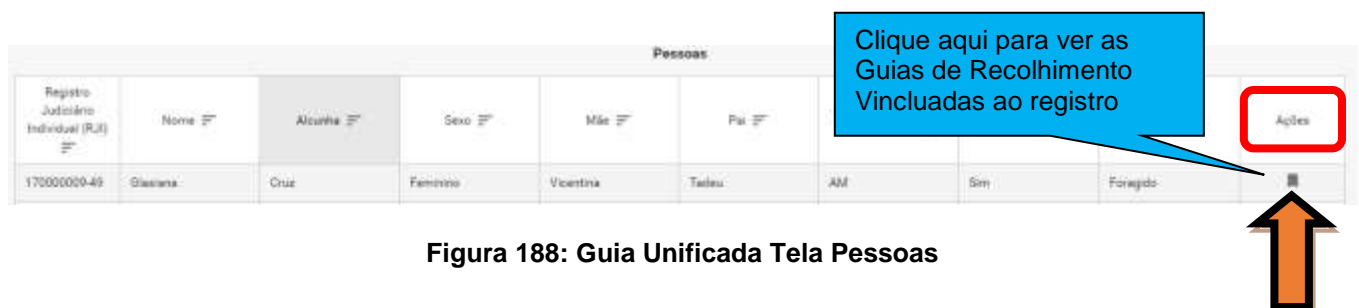 Pessoas
Clique aqui para ver as
Guias de Recolhimento
Vincluadas ao registro
Registro
Judiciário
Individual (RJI)
Nome
Alcunha
Sexo
Mãe
Pai
Ações
170000009-49 Glasiana Cruz Feminino Vicentina Tadeu AM Sim Foragido
Figura 188: Guia Unificada Tela Pessoas